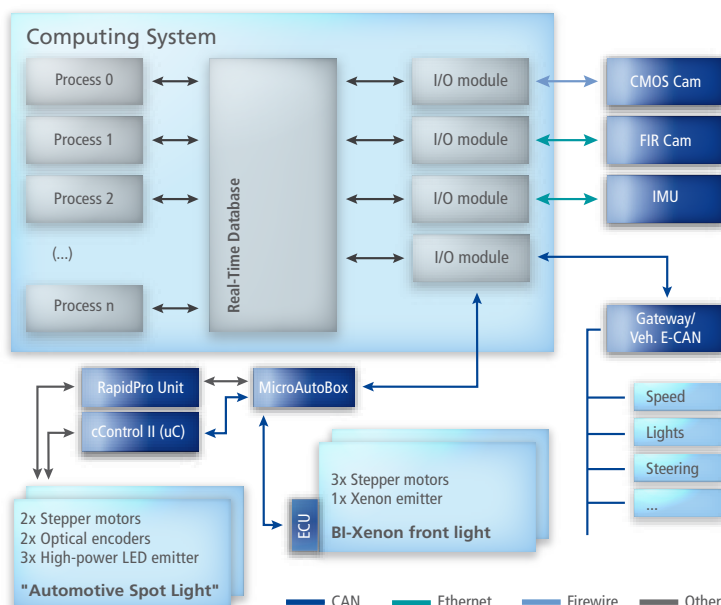 Computing System
Process 0
Process 1
Process 2
(...)
Process n
Real-Time Database
I/O module
I/O module
I/O module
I/O module
CMOS Cam
FIR Cam
IMU
Gateway/
Veh. E-CAN
Speed
Lights
Steering
...
RapidPro Unit
cControl II (uC)
MicroAutoBox
2x Stepper motors
2x Optical encoders
3x High-power LED emitter
"Automotive Spot Light"
ECU
3x Stepper motors
1x Xenon emitter
BI-Xenon front light
CAN
Ethernet
Firewire
Other